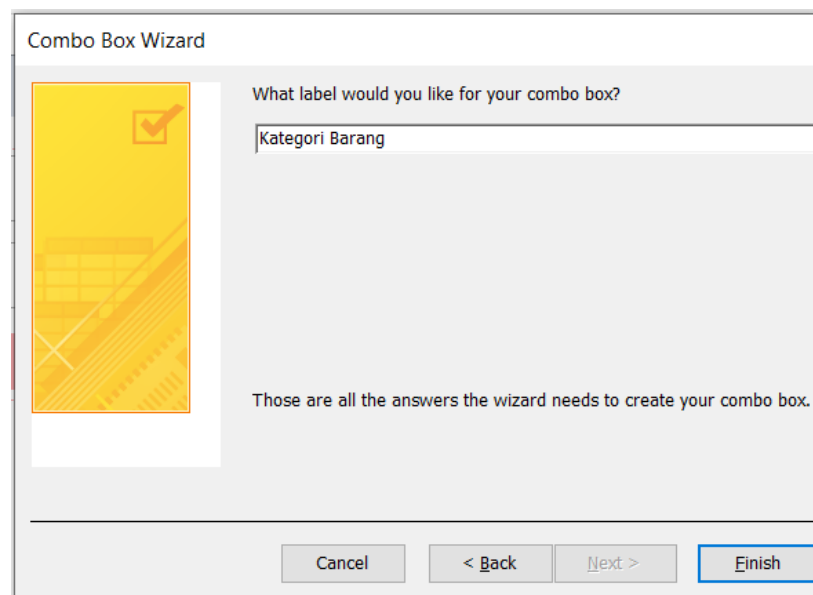 Combo Box Wizard
What label would you like for your combo box?
Kategori Barang
Those are all the answers the wizard needs to create your combo box.
Cancel
< Back
Next >
Finish